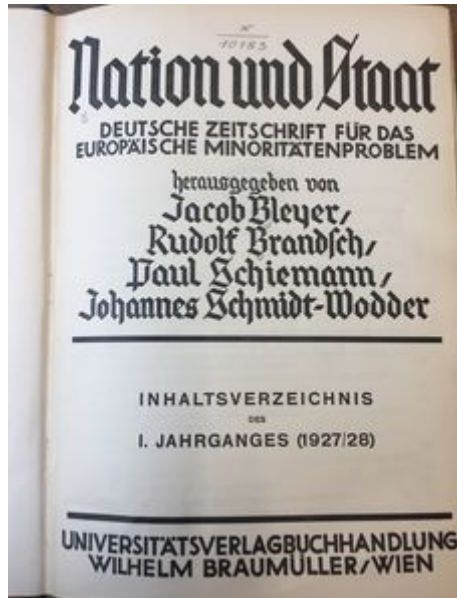 10183
Nation und Staat
DEUTSCHE ZEITSCHRIFT FÜR DAS
EUROPÄISCHE MINORITÄTENPROBLEM
herausgegeben von
Jacob Bleyer/
Rudolf Brandsch/
Paul Schiemann/
Johannes Schmidt-Wodder
INHALTSVERZEICHNIS
DES
I. JAHRGANGES (1927/28)
UNIVERSITÄTSVERLAGBUCHHANDLUNG
WILHELM BRAUMÜLLER/WIEN